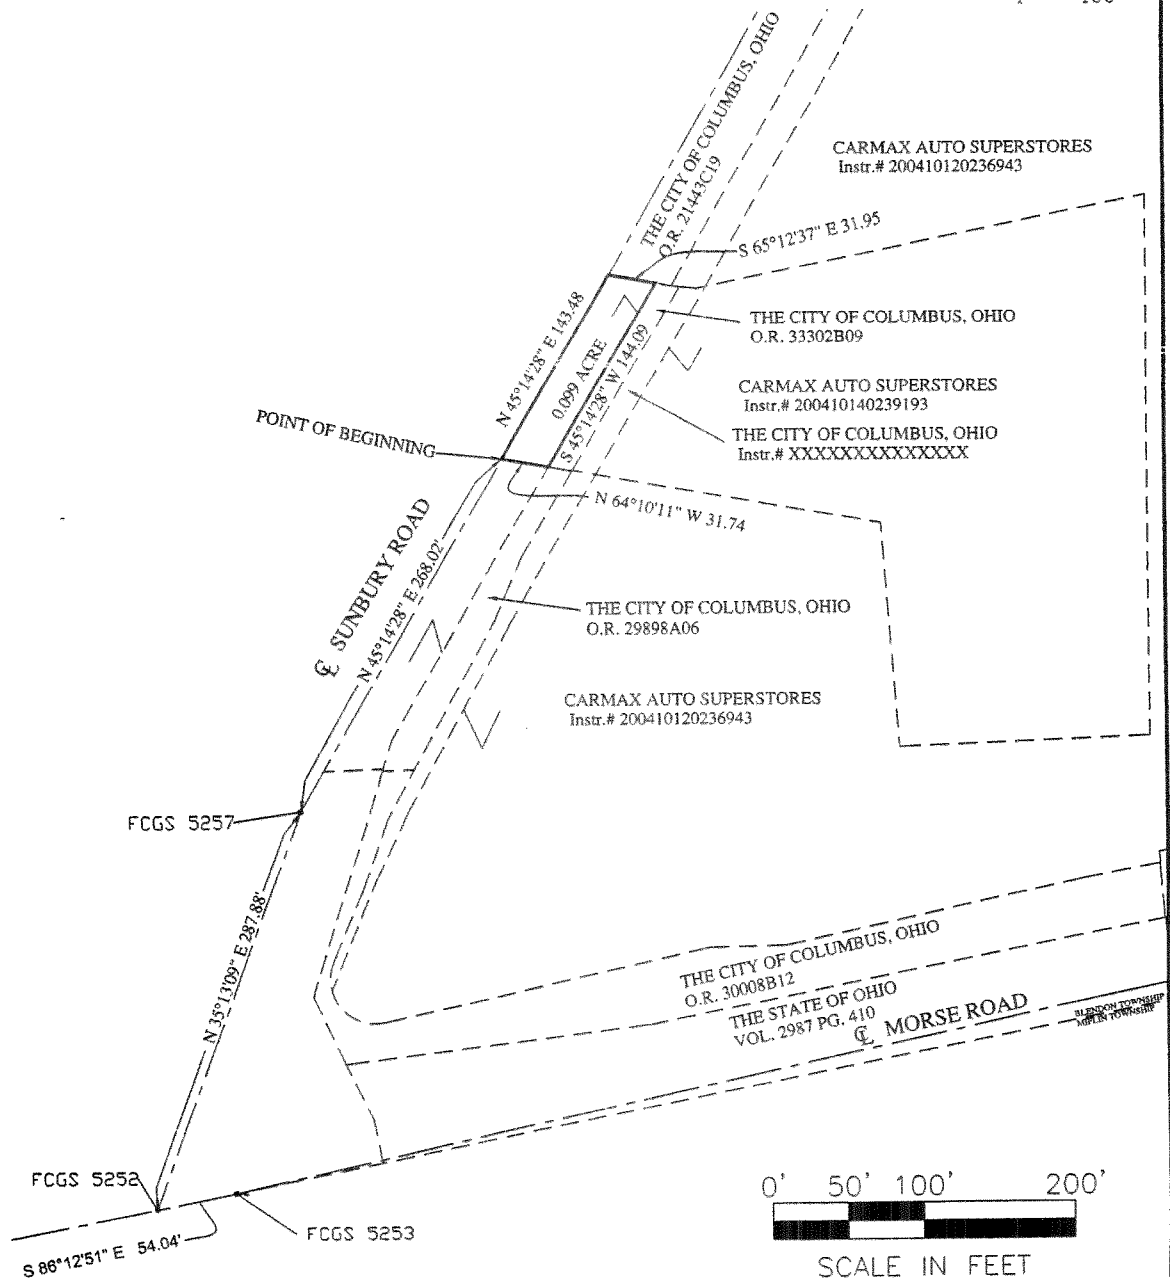 THE CITY OF COLUMBUS, OHIO
O.R. 21443C19
CARMAX AUTO SUPERSTORES
Instr.# 200410120236943
S 65°12'37" E 31.95
N 45°14'28" E 143.48
0.099 ACRE
S 45°14'28" W 144.09
THE CITY OF COLUMBUS, OHIO
O.R. 33302B09
CARMAX AUTO SUPERSTORES
Instr.# 200410140239193
THE CITY OF COLUMBUS, OHIO
Instr.# XXXXXXXXXXXXXX
POINT OF BEGINNING
N 64°10'11" W 31.74
℄ SUNBURY ROAD
N 45°14'28" E 268.02'
THE CITY OF COLUMBUS, OHIO
O.R. 29898A06
CARMAX AUTO SUPERSTORES
Instr.# 200410120236943
FCGS 5257
N 35°13'09" E 287.88'
THE CITY OF COLUMBUS, OHIO
O.R. 30008B12
THE STATE OF OHIO
VOL. 2987 PG. 410
℄ MORSE ROAD
BLENDON TOWNSHIP
MIFLIN TOWNSHIP
FCGS 5252
FCGS 5253
S 86°12'51" E 54.04'
0' 50' 100' 200'
SCALE IN FEET